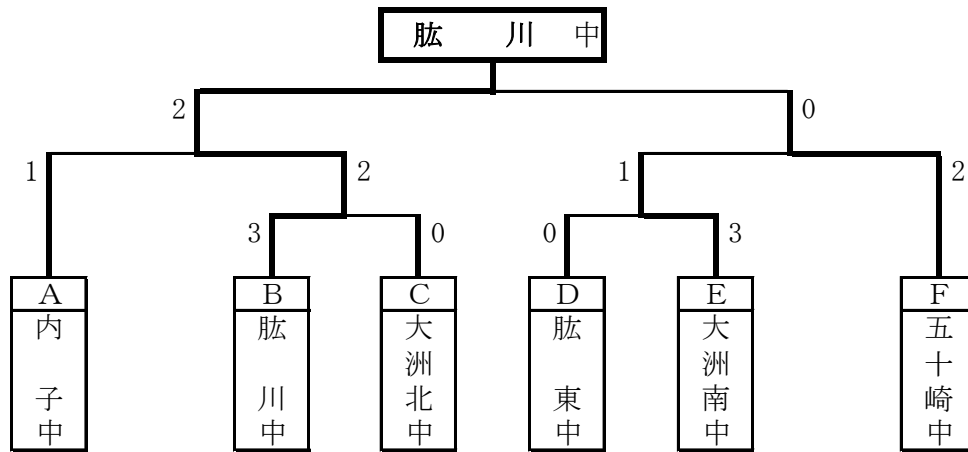 肱 川 中
2 0
1 2 1 2
3 0 0 3
A B C D E F
内子中
肱川中
大洲北中
肱東中
大洲南中
五十崎中